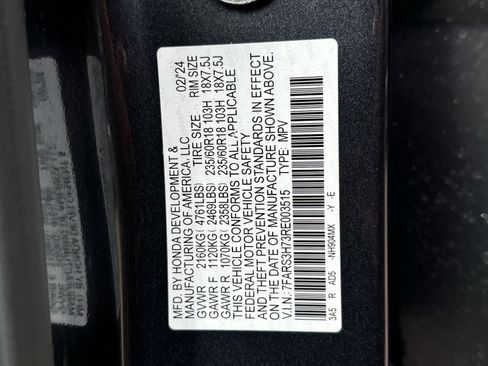 MFD. BY HONDA DEVELOPMENT &
MANUFACTURING OF AMERICA, LLC 02/24
GVWR 2160KG( 4761LBS) TIRE SIZE RIM SIZE
GAWR F 1120KG( 2469LBS) 235/60R18 103H 18X7.5J
GAWR R 1070KG( 2358LBS) 235/60R18 103H 18X7.5J
THIS VEHICLE CONFORMS TO ALL APPLICABLE
FEDERAL MOTOR VEHICLE SAFETY
AND THEFT PREVENTION STANDARDS IN EFFECT
ON THE DATE OF MANUFACTURE SHOWN ABOVE.
V.I.N.: 7FARS3H73RE003515 TYPE: MPV
3A5 R AD5 -NH904MX -Y -E